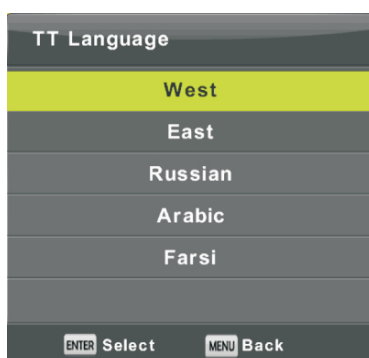 TT Language
West
East
Russian
Arabic
Farsi
ENTER Select MENU Back